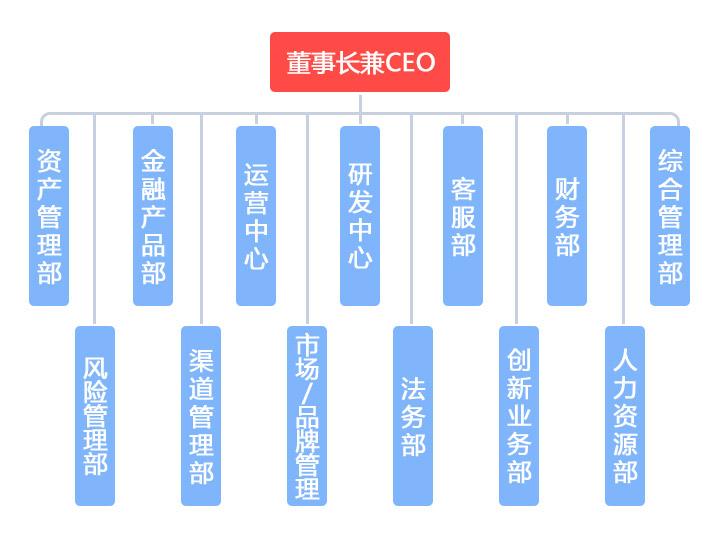 董事长兼CEO
资产管理部
金融产品部
运营中心
研发中心
客服部
财务部
综合管理部
风险管理部
渠道管理部
市场/品牌管理
法务部
创新业务部
人力资源部